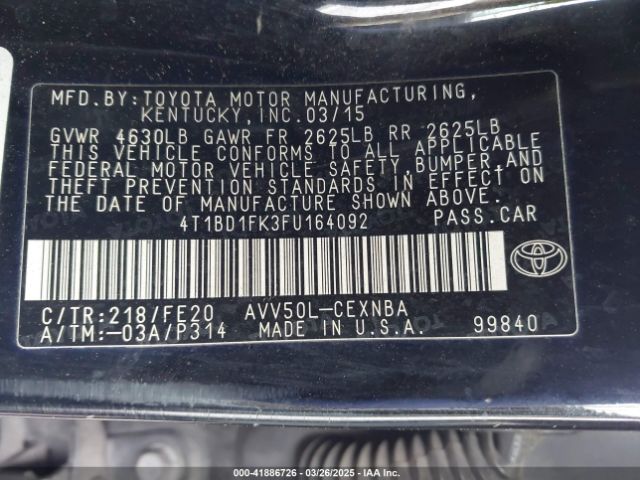 MFD. BY: TOYOTA MOTOR MANUFACTURING,
KENTUCKY, INC. 03/15
GVWR 4630LB GAWR FR 2625LB RR 2625LB
THIS VEHICLE CONFORMS TO ALL APPLICABLE
FEDERAL MOTOR VEHICLE SAFETY, BUMPER, AND
THEFT PREVENTION STANDARDS IN EFFECT ON
THE DATE OF MANUFACTURE SHOWN ABOVE.
4T1BD1FK3FU164092 PASS. CAR
C/TR:218/FE20 AVV50L-CEXNBA
A/TM:-03A/P314 MADE IN U.S.A. 99840
000-41886726 - 03/26/2025 - IAA Inc.